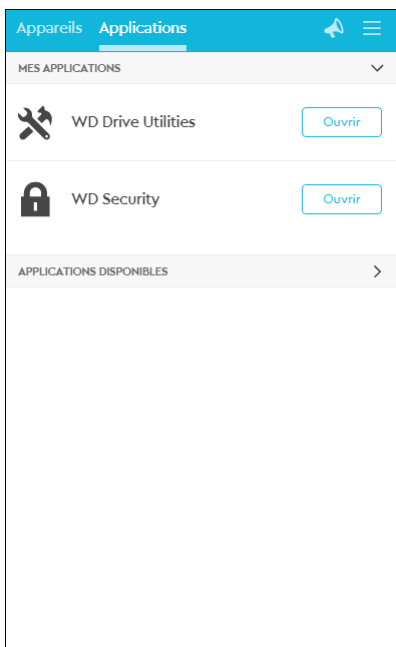 Appareils Applications
MES APPLICATIONS
WD Drive Utilities Ouvrir
WD Security Ouvrir
APPLICATIONS DISPONIBLES